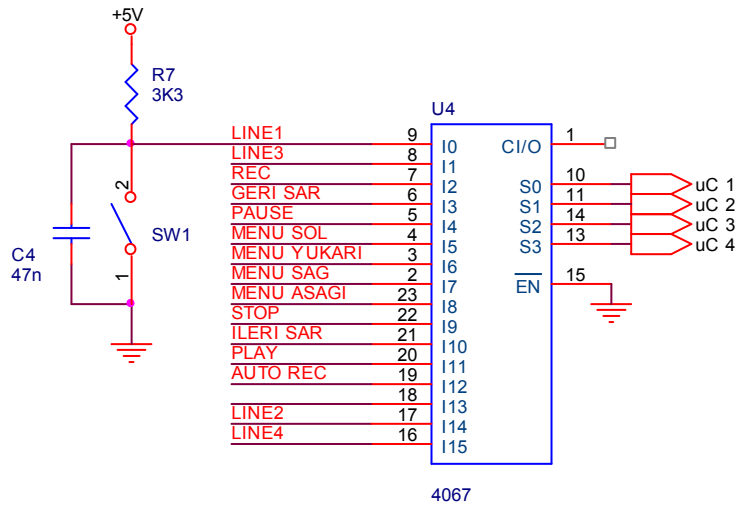 +5V
R7
3K3
U4
LINE1 9 I0 CI/O 1
LINE3 8 I1
REC 7 I2 S0 10 uC 1
GERI SAR 6 I3 S1 11 uC 2
PAUSE 5 I4 S2 14 uC 3
MENU SOL 4 I5 S3 13 uC 4
MENU YUKARI 3 I6
MENU SAG 2 I7 EN 15
MENU ASAGI 23 I8
STOP 22 I9
ILERI SAR 21 I10
PLAY 20 I11
AUTO REC 19 I12
18 I13
LINE2 17 I14
LINE4 16 I15
2
SW1
1
C4
47n
4067